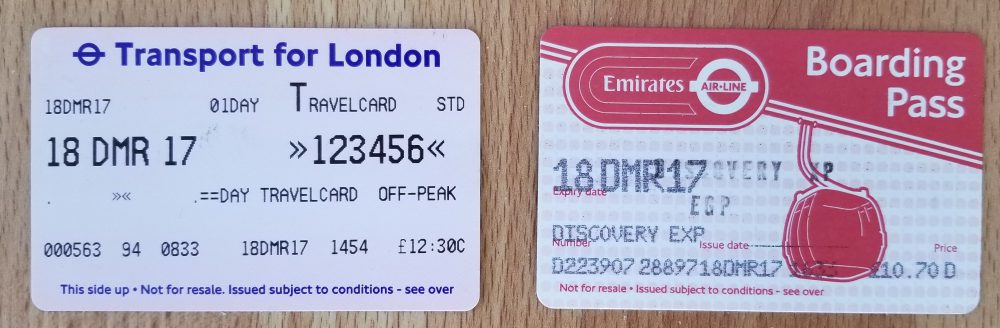 Transport for London
18DMR17 01DAY TRAVELCARD STD
18 DMR 17 »123456«
. »« .==DAY TRAVELCARD OFF-PEAK
000563 94 0833 18DMR17 1454 £12:30C
This side up • Not for resale. Issued subject to conditions - see over
Emirates AIR•LINE
Boarding
Pass
18DMR17
Expiry date
EGP
DISCOVERY EXP
Number Issue date Price
D223907 28897 18DMR17 £10.70 D
Not for resale • Issued subject to conditions - see over